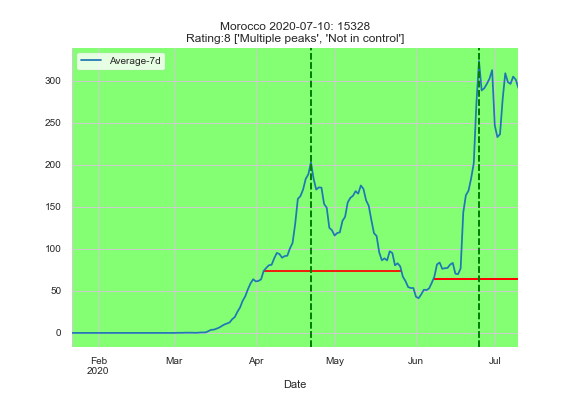 Morocco 2020-07-10: 15328
Rating:8 ['Multiple peaks', 'Not in control']
Average-7d
300
250
200
150
100
50
0
Feb
2020
Mar
Apr
May
Jun
Jul
Date